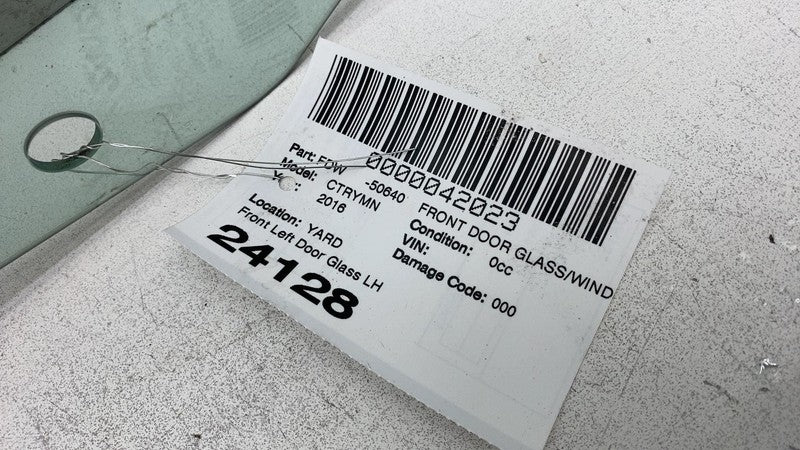 0000042023
Part: FDW -50640 FRONT DOOR GLASS/WIND
Model: CTRYMN Condition: 0cc
2016 VIN:
Location: YARD Damage Code: 000
Front Left Door Glass LH
24128